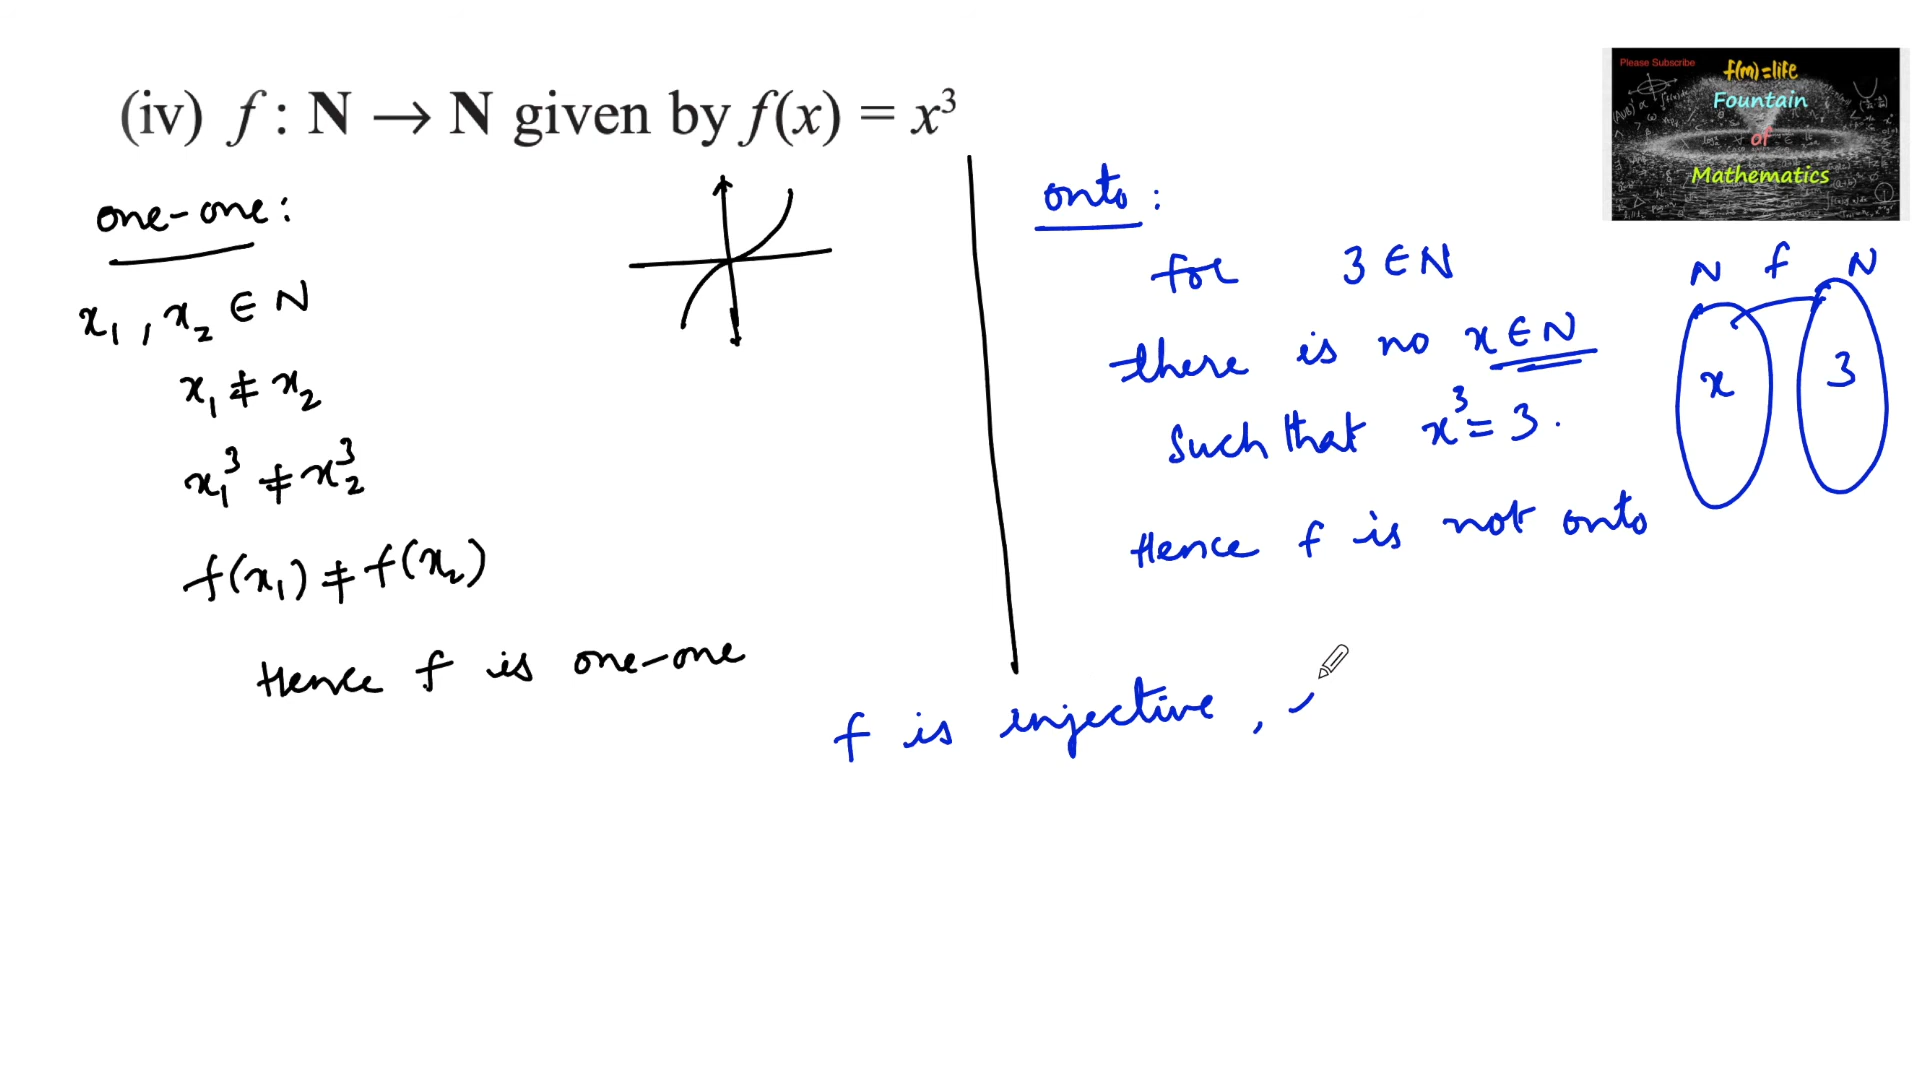 (iv) f : N → N given by f(x) = x³
one-one:
x₁, x₂ ∈ N
x₁ ≠ x₂
x₁³ ≠ x₂³
f(x₁) ≠ f(x₂)
Hence f is one-one
onto:
for 3 ∈ N
there is no x ∈ N
such that x³ = 3.
Hence f is not onto
N f N
x 3
f is injective,
Please Subscribe
f(m)=life
Fountain
of
Mathematics